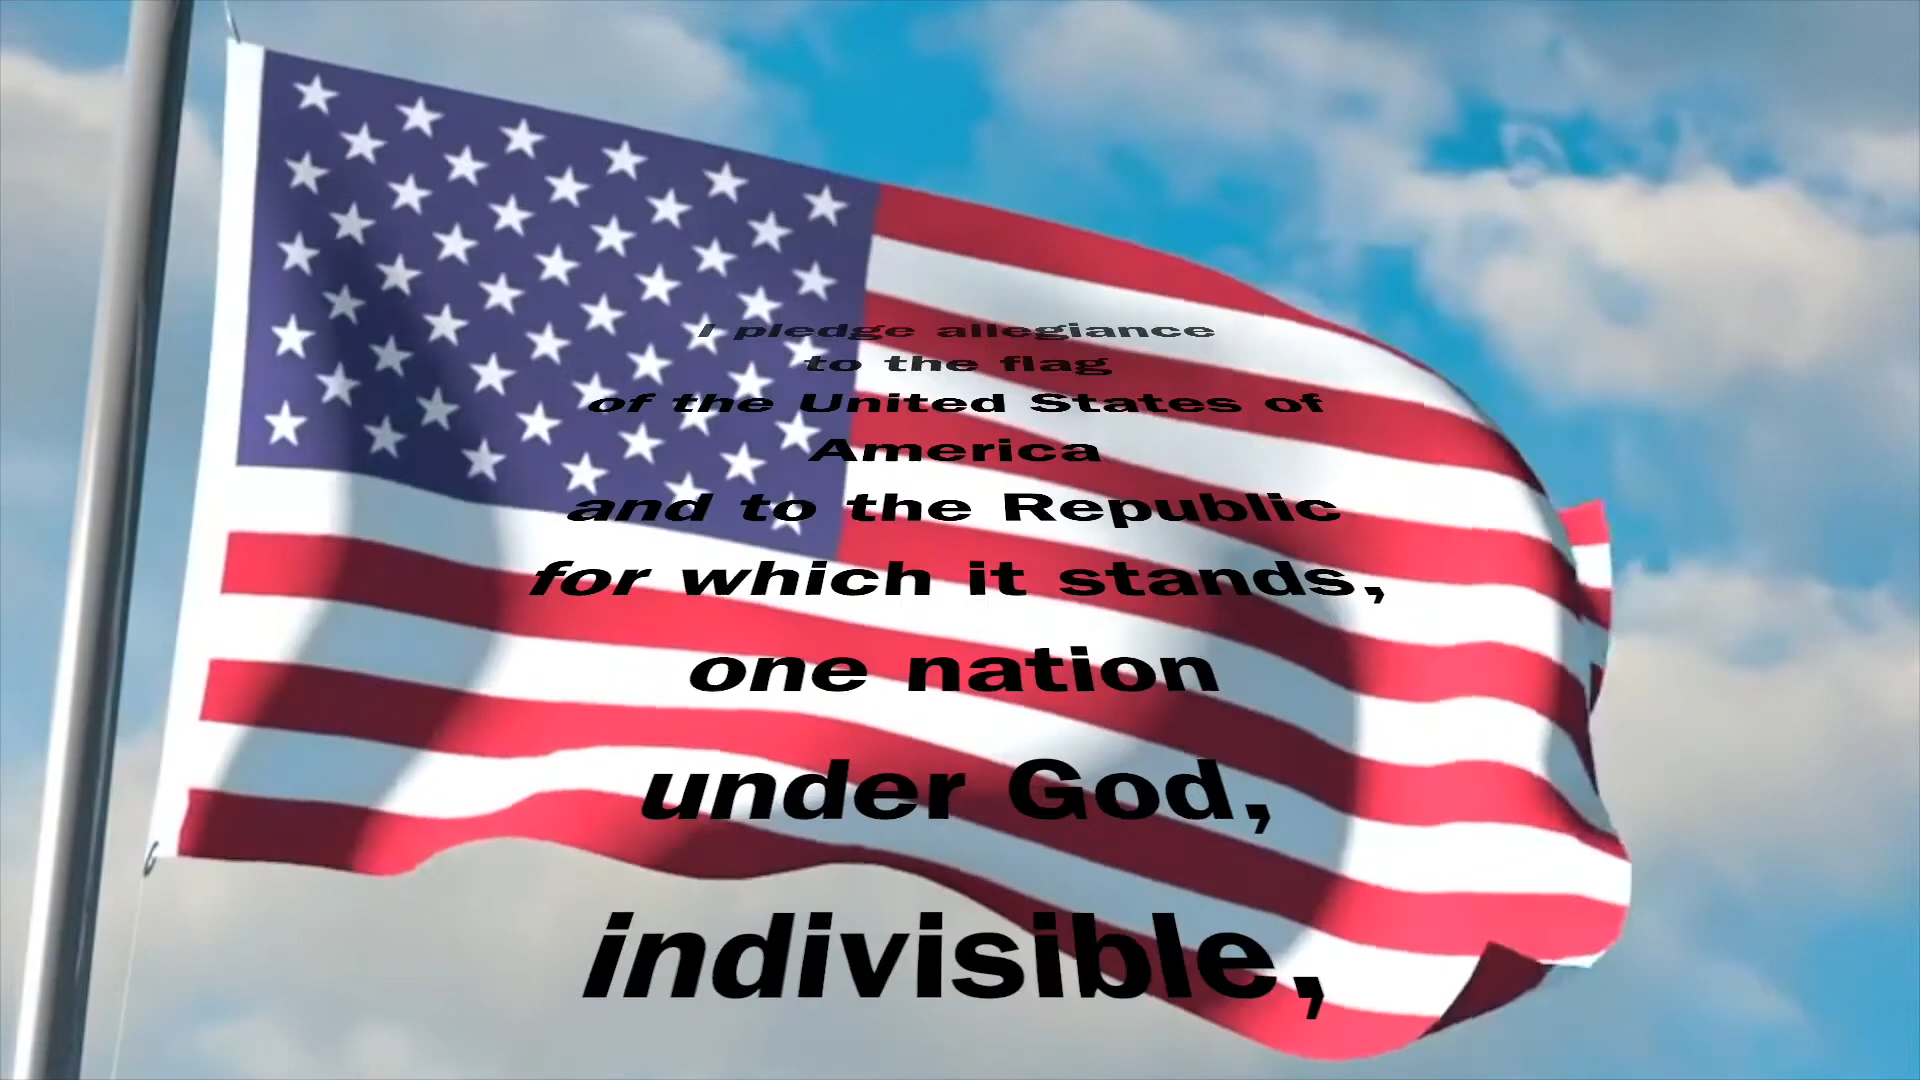 I pledge allegiance
to the flag
of the United States of
America
and to the Republic
for which it stands,
one nation
under God,
indivisible,